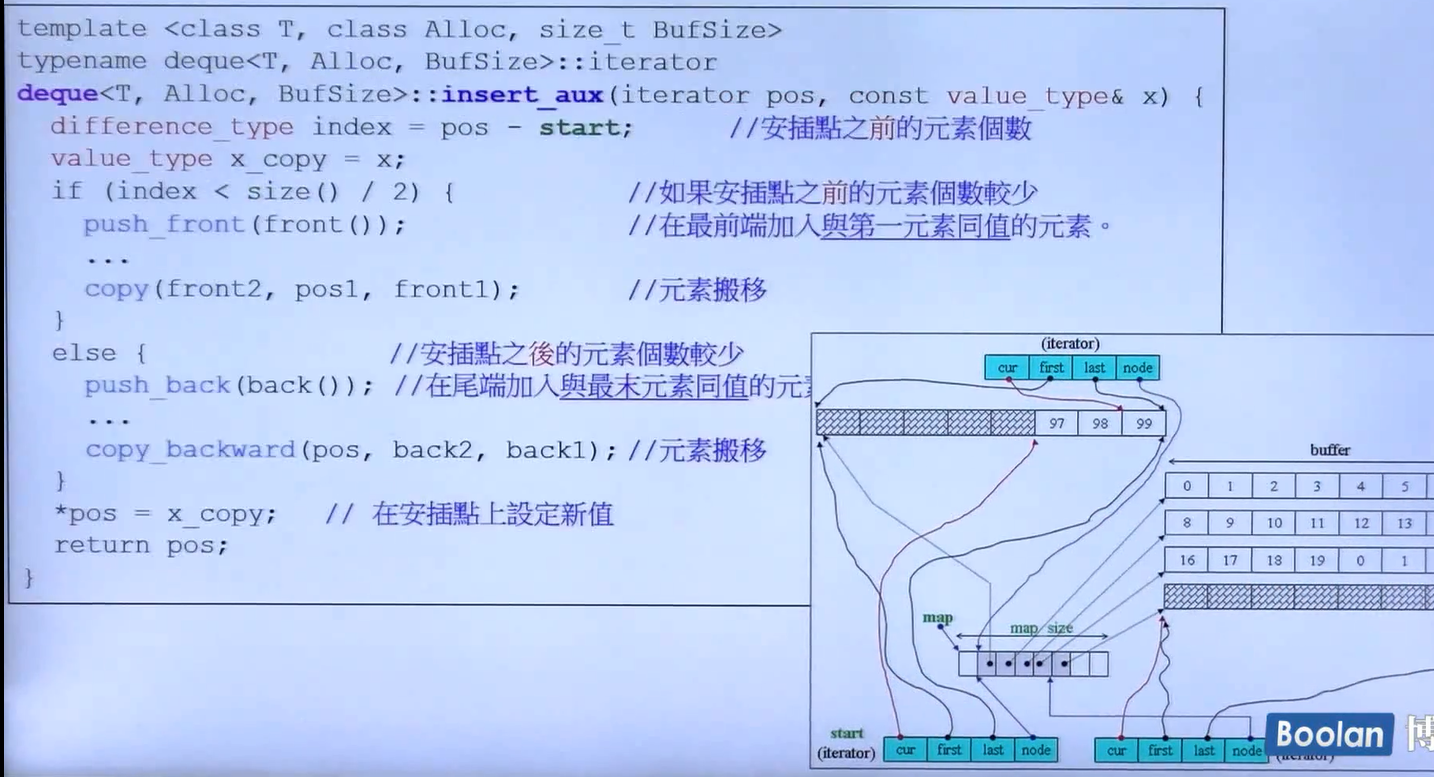 template <class T, class Alloc, size_t BufSize>
typename deque<T, Alloc, BufSize>::iterator
deque<T, Alloc, BufSize>::insert_aux(iterator pos, const value_type& x) {
difference_type index = pos - start; //安插點之前的元素個數
value_type x_copy = x;
if (index < size() / 2) { //如果安插點之前的元素個數較少
push_front(front()); //在最前端加入與第一元素同值的元素。
...
copy(front2, pos1, front1); //元素搬移
}
else { //安插點之後的元素個數較少
push_back(back()); //在尾端加入與最末元素同值的元
...
copy_backward(pos, back2, back1); //元素搬移
}
*pos = x_copy; // 在安插點上設定新值
return pos;
}
(iterator)
cur first last node
97 98 99
buffer
0 1 2 3 4 5
8 9 10 11 12 13
16 17 18 19 0 1
map
map size
start
(iterator) cur first last node
cur first last node
Boolan 博